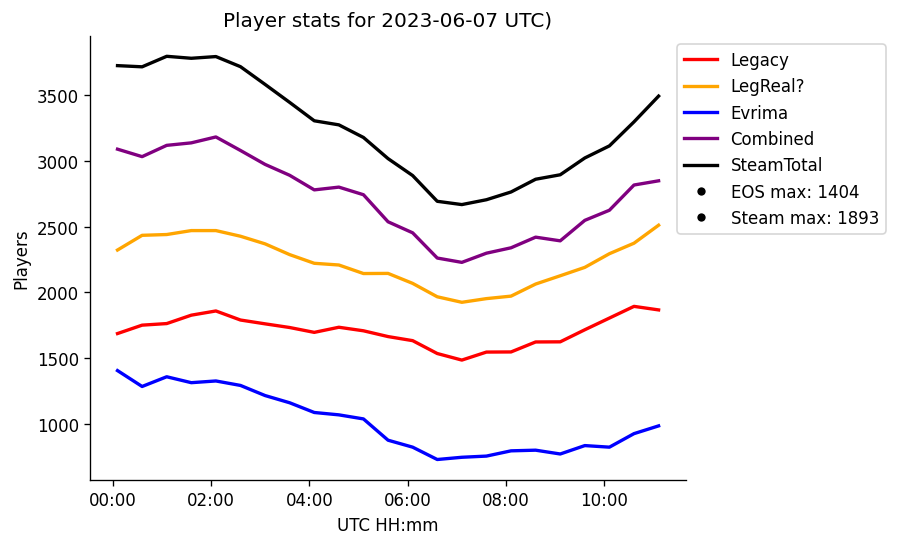 Player stats for 2023-06-07 UTC)
Legacy
LegReal?
Evrima
Combined
SteamTotal
EOS max: 1404
Steam max: 1893
Players
3500
3000
2500
2000
1500
1000
00:00 02:00 04:00 06:00 08:00 10:00
UTC HH:mm